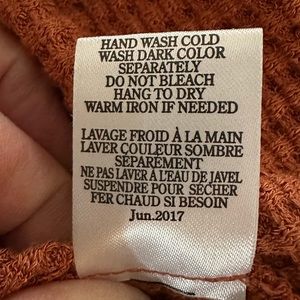 HAND WASH COLD
WASH DARK COLOR
SEPARATELY
DO NOT BLEACH
HANG TO DRY
WARM IRON IF NEEDED
LAVAGE FROID À LA MAIN
LAVER COULEUR SOMBRE
SÉPARÉMENT
NE PAS LAVER À L'EAU DE JAVEL
SUSPENDRE POUR SÉCHER
FER CHAUD SI BESOIN
Jun.2017